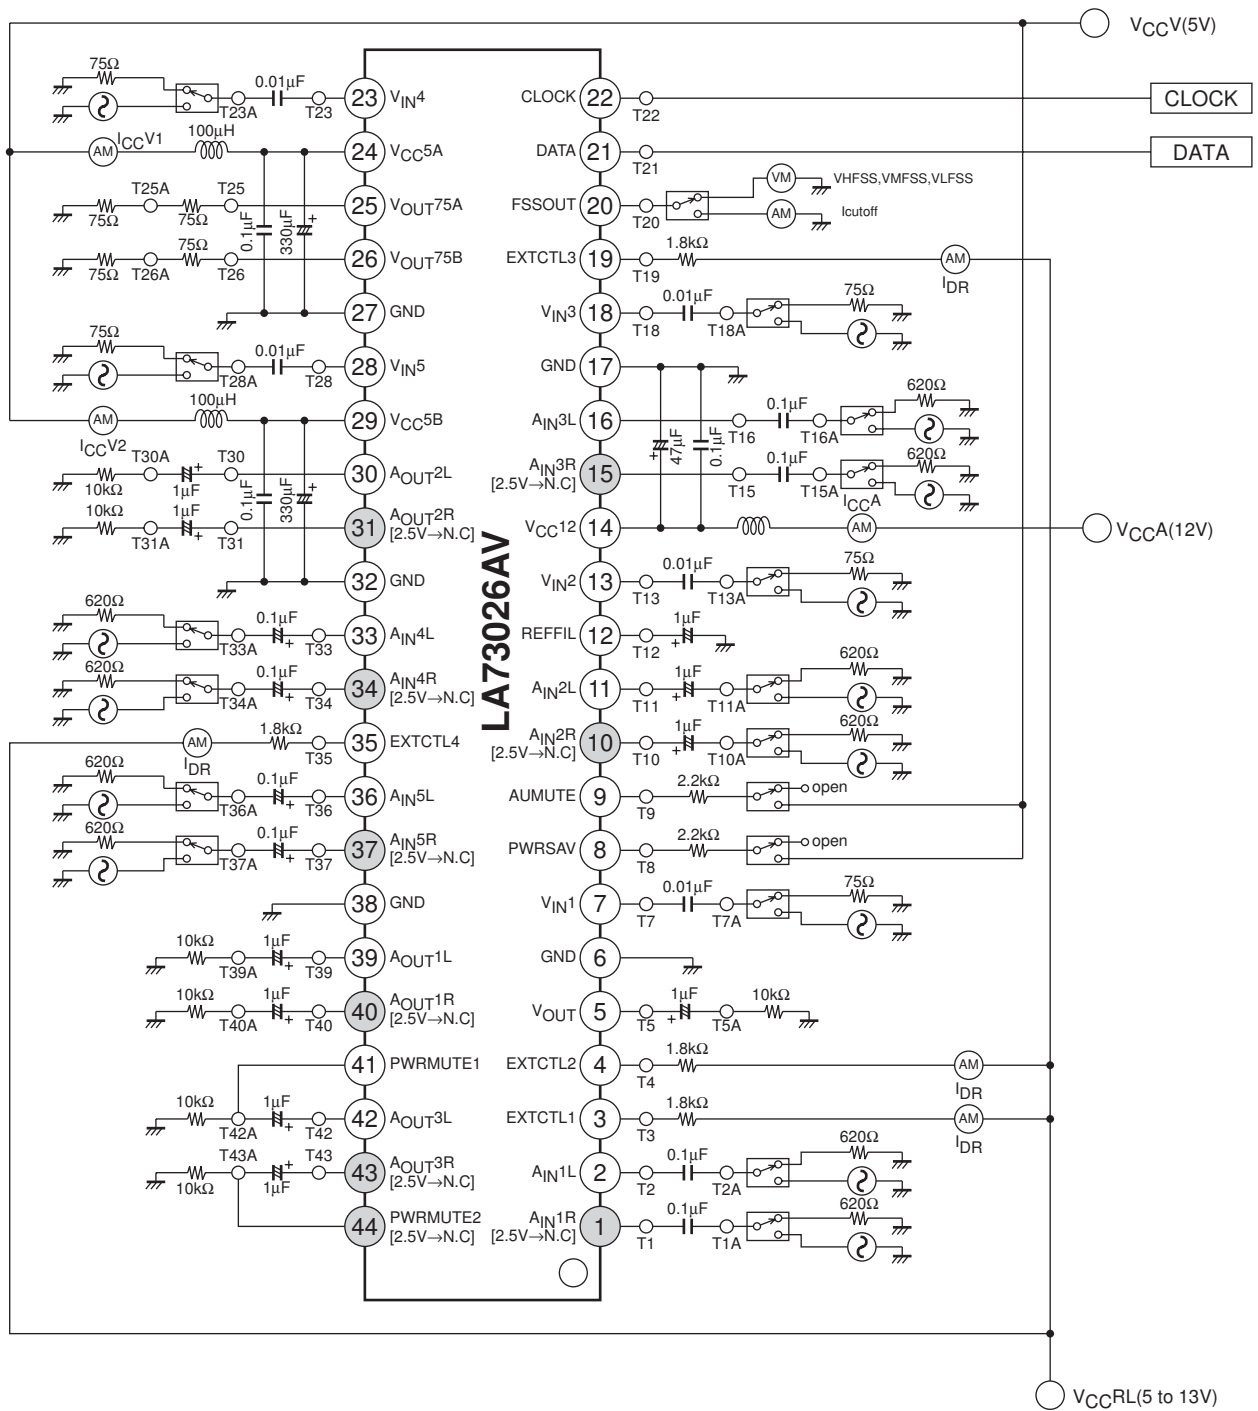 VCCV(5V)
75Ω
0.01µF
T23A
T23
23
VIN4
CLOCK
22
T22
CLOCK
ICCV1
AM
100µH
24
VCC5A
DATA
21
T21
DATA
T25A
T25
75Ω
75Ω
25
VOUT75A
0.1µF
330µF
+
FSSOUT
20
T20
VM
VHFSS,VMFSS,VLFSS
AM
Icutoff
75Ω
75Ω
T26A
T26
26
VOUT75B
EXTCTL3
19
T19
1.8kΩ
AM
IDR
27
GND
VIN3
18
T18
0.01µF
T18A
75Ω
75Ω
0.01µF
T28A
T28
28
VIN5
GND
17
AM
ICCV2
100µH
29
VCC5B
AIN3L
16
47µF
+
0.1µF
T16
0.1µF
T16A
620Ω
T30A
T30
10kΩ
1µF
+
30
AOUT2L
0.1µF
330µF
+
AIN3R
[2.5V→N.C]
15
T15
0.1µF
T15A
620Ω
10kΩ
1µF
+
T31A
T31
31
AOUT2R
[2.5V→N.C]
VCC12
14
ICCA
AM
VCCA(12V)
32
GND
VIN2
13
T13
0.01µF
T13A
75Ω
LA73026AV
620Ω
0.1µF
+
T33A
T33
33
AIN4L
REFFIL
12
T12
1µF
+
620Ω
0.1µF
+
T34A
T34
34
AIN4R
[2.5V→N.C]
AIN2L
11
T11
1µF
+
T11A
620Ω
AM
IDR
1.8kΩ
T35
35
EXTCTL4
AIN2R
[2.5V→N.C]
10
T10
1µF
+
T10A
620Ω
620Ω
0.1µF
+
T36A
T36
36
AIN5L
AUMUTE
9
T9
2.2kΩ
open
620Ω
0.1µF
+
T37A
T37
37
AIN5R
[2.5V→N.C]
PWRSAV
8
T8
2.2kΩ
open
38
GND
VIN1
7
T7
0.01µF
T7A
75Ω
10kΩ
1µF
+
T39A
T39
39
AOUT1L
GND
6
10kΩ
1µF
+
T40A
T40
40
AOUT1R
[2.5V→N.C]
VOUT
5
T5
1µF
+
T5A
10kΩ
41
PWRMUTE1
EXTCTL2
4
T4
1.8kΩ
AM
IDR
10kΩ
1µF
+
T42A
T42
42
AOUT3L
EXTCTL1
3
T3
1.8kΩ
AM
IDR
T43A
T43
10kΩ
1µF
+
43
AOUT3R
[2.5V→N.C]
AIN1L
2
T2
0.1µF
T2A
620Ω
44
PWRMUTE2
[2.5V→N.C]
AIN1R
[2.5V→N.C]
1
T1
0.1µF
T1A
620Ω
VCCRL(5 to 13V)